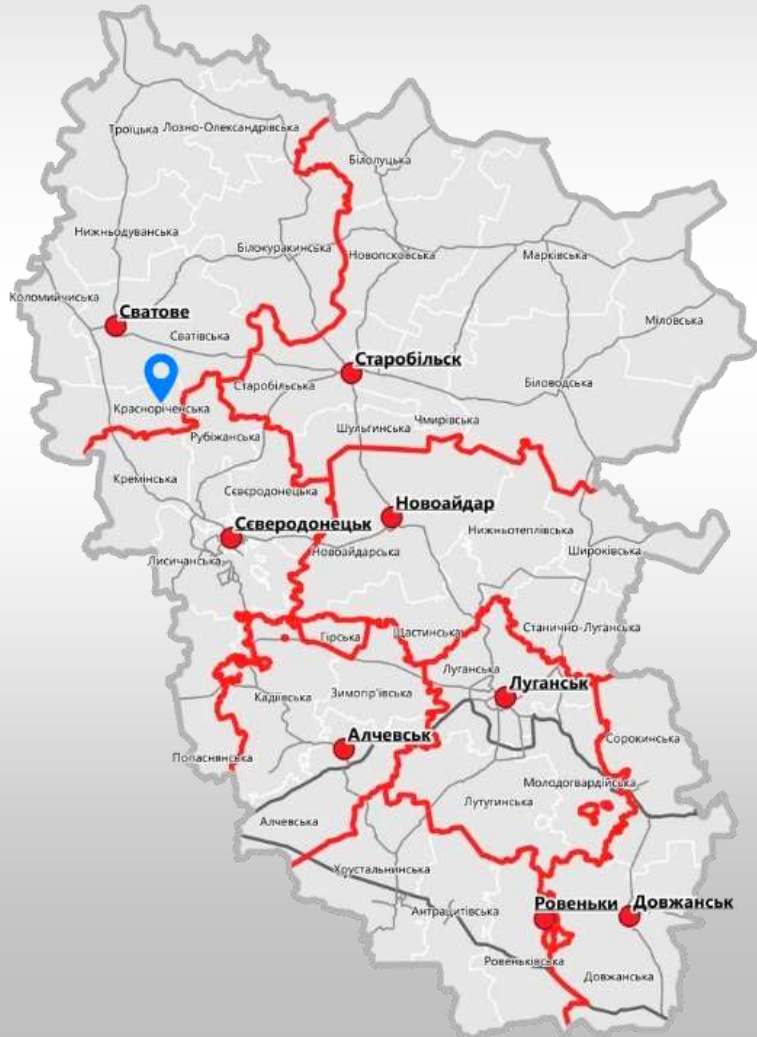 Троїцька Лозно-Олександрівська
Білолуцька
Нижньодуванська
Білокуракинська
Новопсковська
Марківська
Коломийчиська
Сватове
Сватівська
Міловська
Старобільск
Старобільська
Біловодська
Красноріченська
Чмирівська
Шульгинська
Рубіжанська
Кремінська
Сєвєродонецька
Новоайдар
Сєверодонецьк
Нижньотеплівська
Новоайдарська
Широківська
Лисичанська
Щастинська
Станично-Луганська
Гірська
Луганська
Луганськ
Зимогір'ївська
Кадіївська
Алчевськ
Сорокинська
Попаснянська
Молодогвардійська
Лутугинська
Алчевська
Хрустальнинська
Ровеньки
Довжанськ
Антрацитівська
Ровеньківська
Довжанська